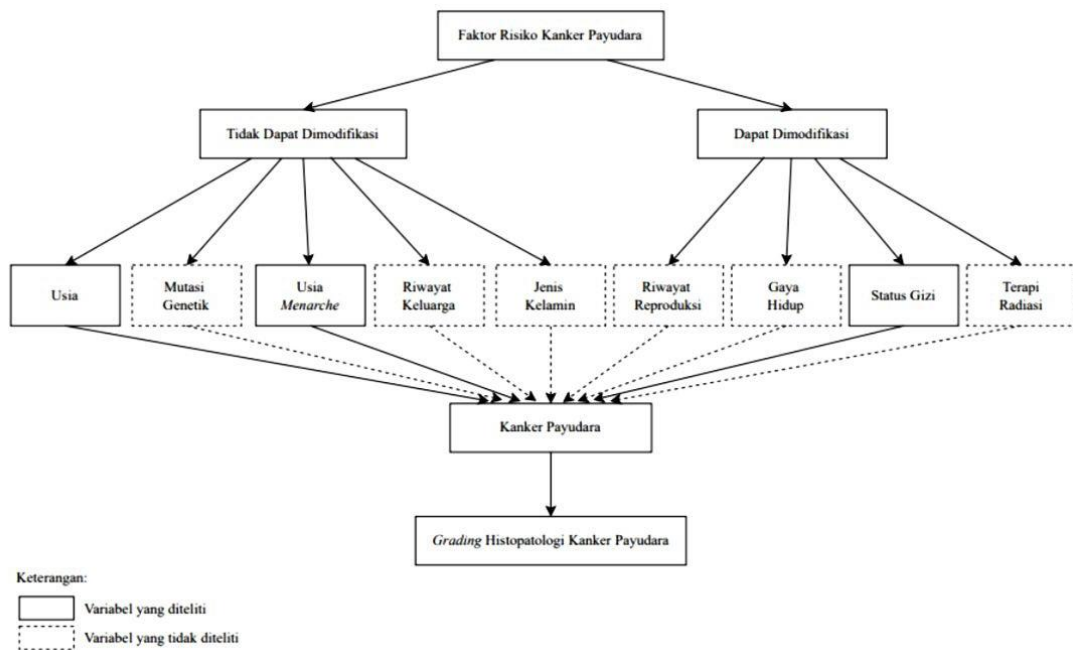 Faktor Risiko Kanker Payudara
Tidak Dapat Dimodifikasi
Dapat Dimodifikasi
Usia
Mutasi
Genetik
Usia
Menarche
Riwayat
Keluarga
Jenis
Kelamin
Riwayat
Reproduksi
Gaya
Hidup
Status Gizi
Terapi
Radiasi
Kanker Payudara
Grading Histopatologi Kanker Payudara
Keterangan:
Variabel yang diteliti
Variabel yang tidak diteliti